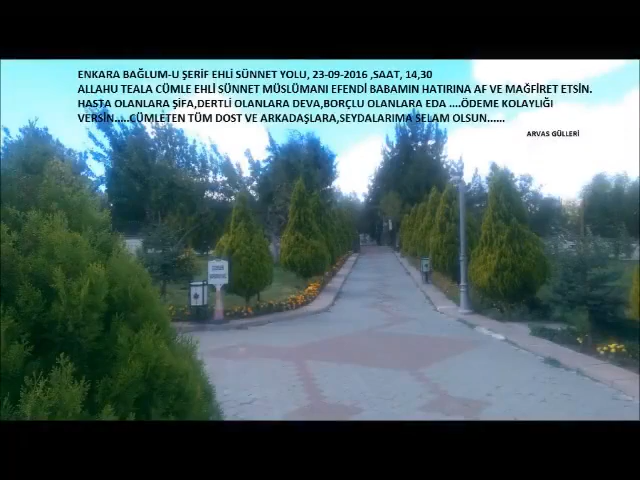 ENKARA BAĞLUM-U ŞERİF EHLİ SÜNNET YOLU, 23-09-2016 ,SAAT, 14,30
ALLAHU TEALA CÜMLE EHLİ SÜNNET MÜSLÜMANI EFENDİ BABAMIN HATIRINA AF VE MAĞFİRET ETSİN.
HASTA OLANLARA ŞİFA,DERTLİ OLANLARA DEVA,BORÇLU OLANLARA EDA ....ÖDEME KOLAYLIĞI
VERSİN.....CÜMLETEN TÜM DOST VE ARKADAŞLARA,SEYDALARIMA SELAM OLSUN......
ARVAS GÜLLERİ